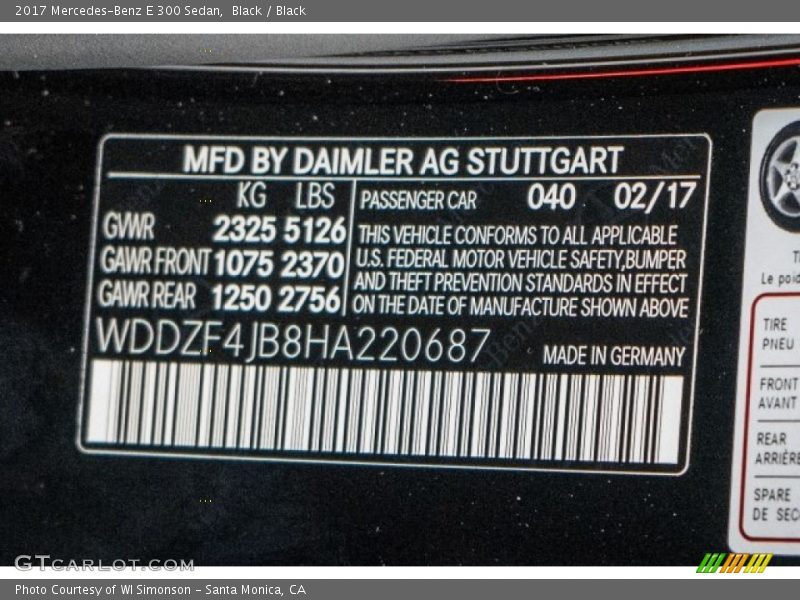 2017 Mercedes-Benz E 300 Sedan, Black / Black
MFD BY DAIMLER AG STUTTGART
KG LBS
GWR 2325 5126
GAWR FRONT 1075 2370
GAWR REAR 1250 2756
PASSENGER CAR 040 02/17
THIS VEHICLE CONFORMS TO ALL APPLICABLE
U.S. FEDERAL MOTOR VEHICLE SAFETY,BUMPER
AND THEFT PREVENTION STANDARDS IN EFFECT
ON THE DATE OF MANUFACTURE SHOWN ABOVE
WDDZF4JB8HA220687
MADE IN GERMANY
Le poid
TIRE
PNEU
FRONT
AVANT
REAR
ARRIÈRE
SPARE
DE SEC
GTCARLOT.COM
Photo Courtesy of WI Simonson - Santa Monica, CA